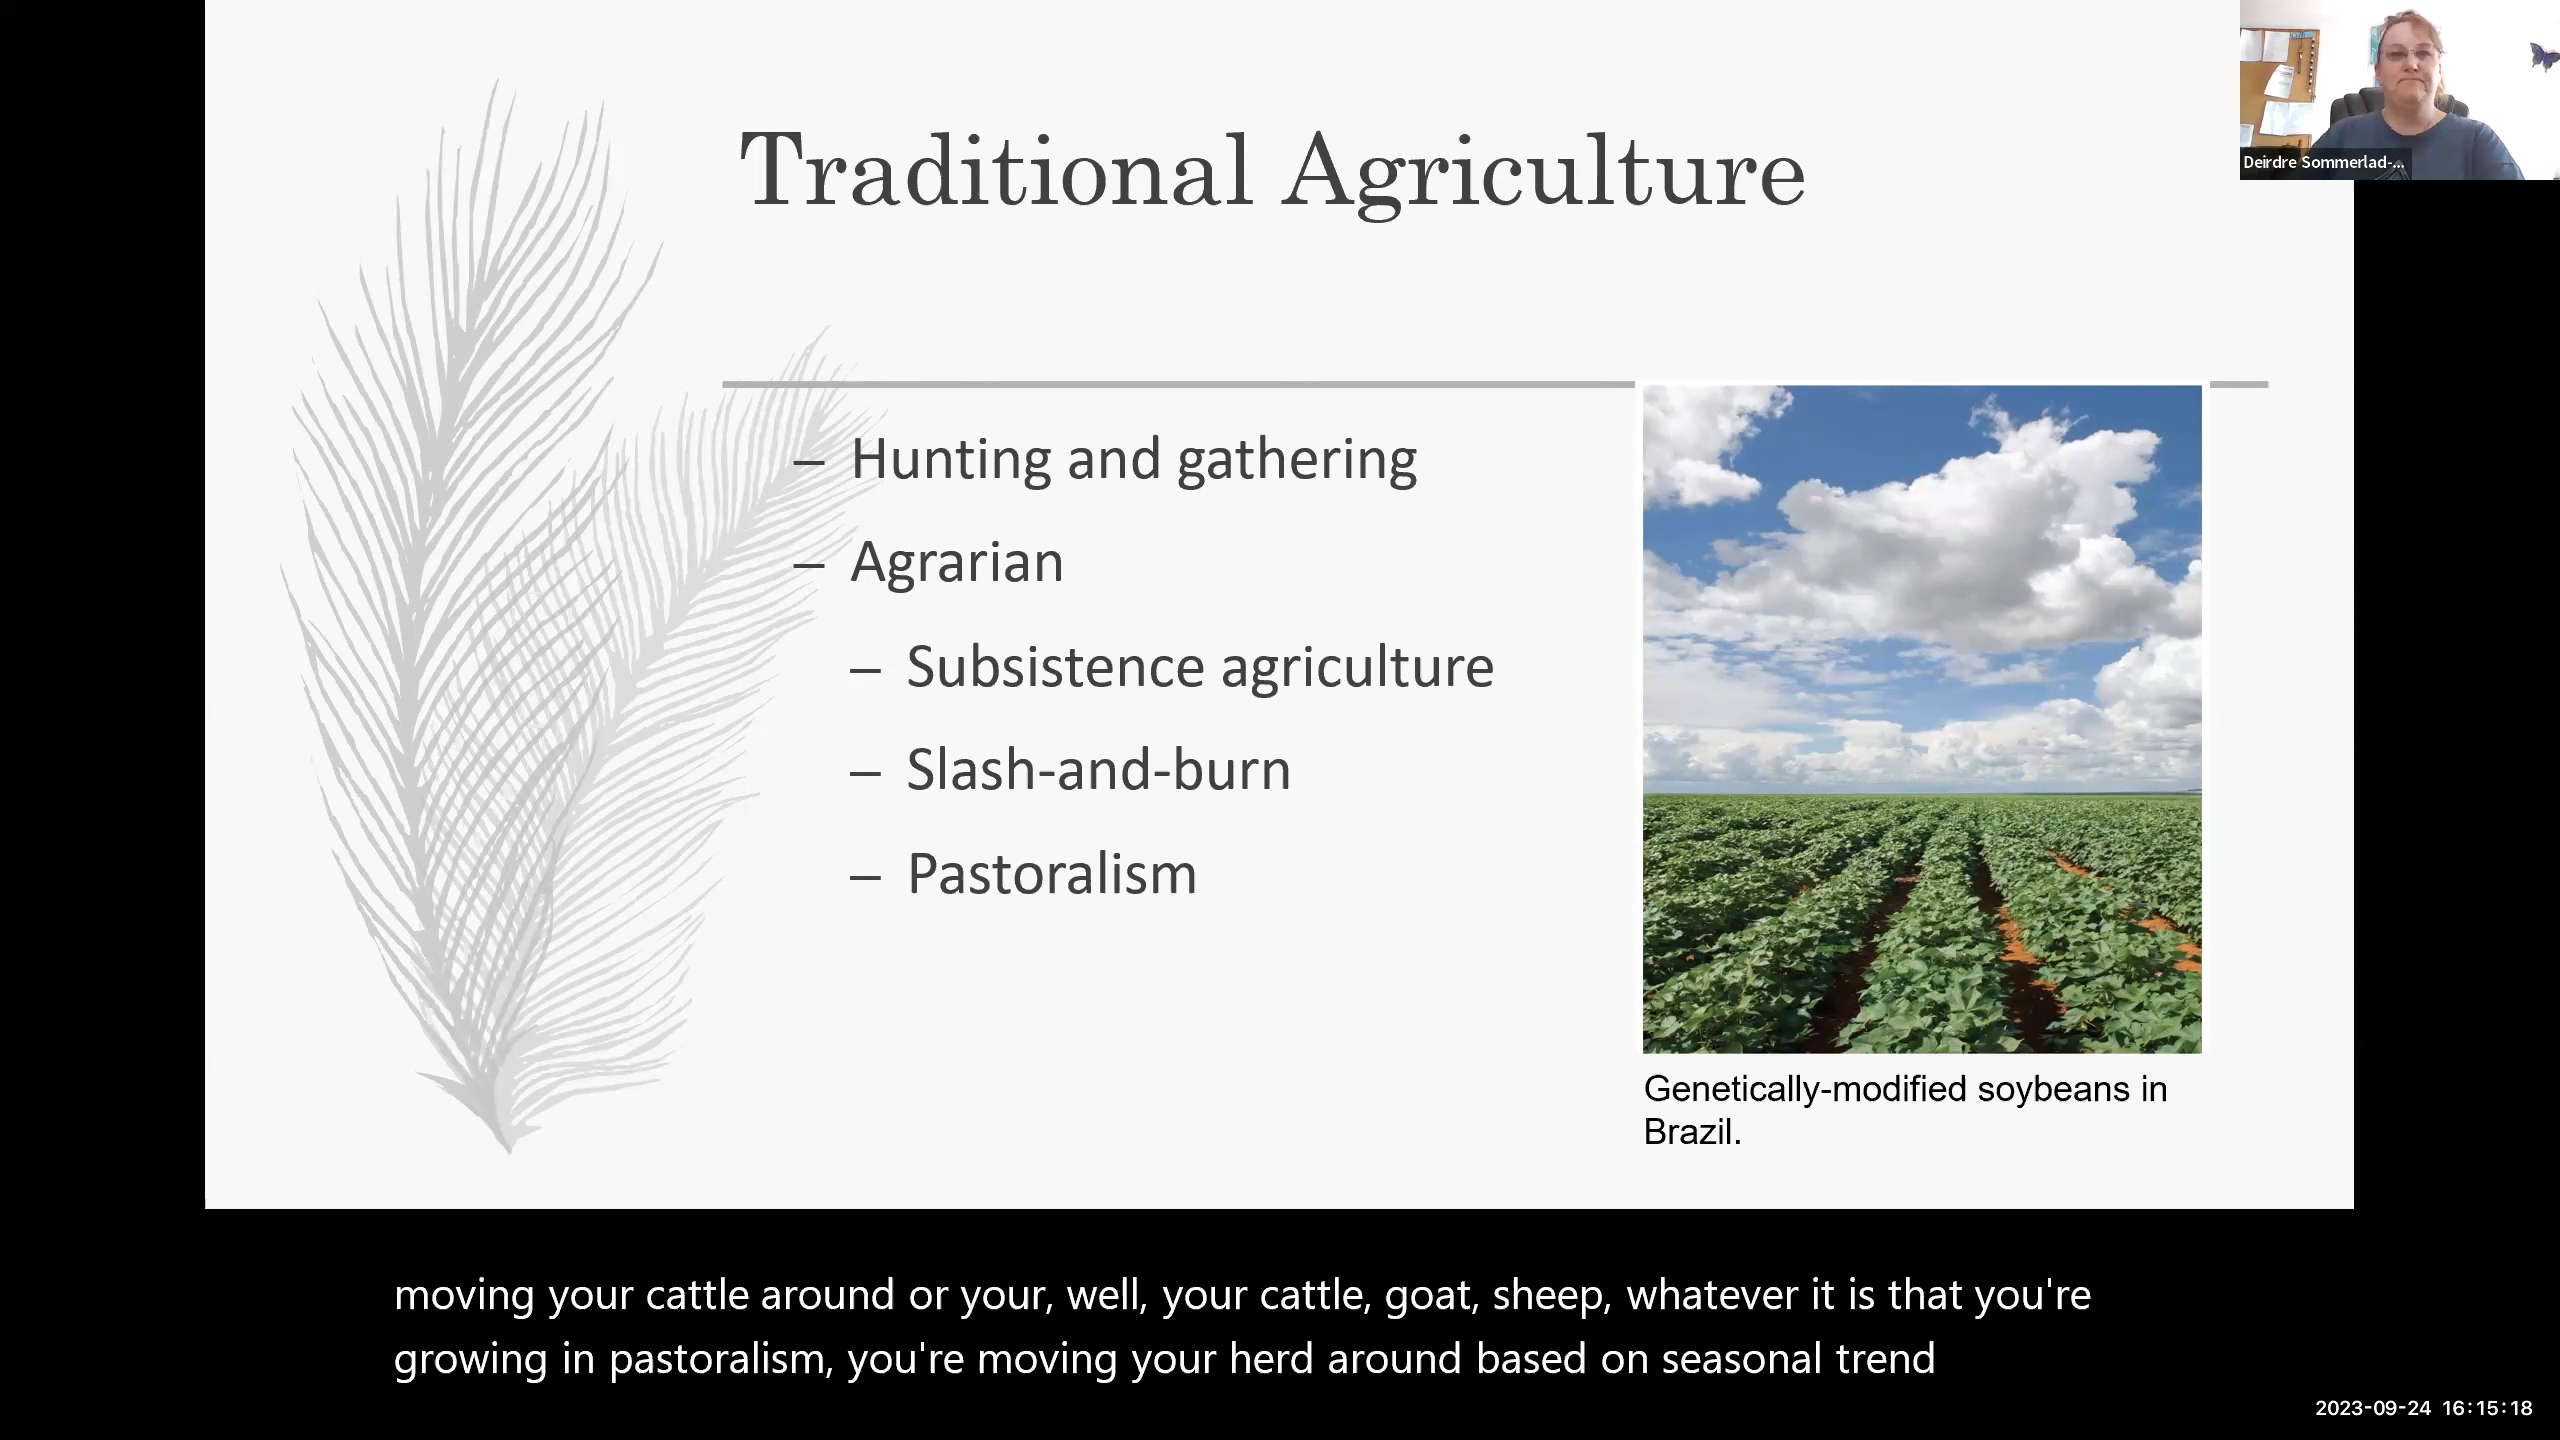 Traditional Agriculture
Deirdre Sommerlad-...
– Hunting and gathering
– Agrarian
– Subsistence agriculture
– Slash-and-burn
– Pastoralism
Genetically-modified soybeans in
Brazil.
moving your cattle around or your, well, your cattle, goat, sheep, whatever it is that you're
growing in pastoralism, you're moving your herd around based on seasonal trend
2023-09-24 16:15:18